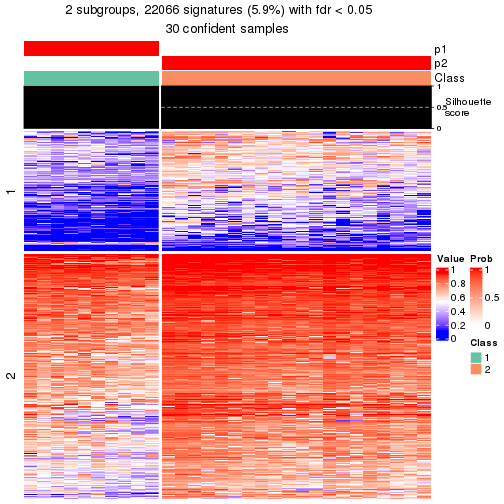 2 subgroups, 22066 signatures (5.9%) with fdr < 0.05
30 confident samples
p1
p2
Class
1
0.5
0
Silhouette
score
1
2
Value
1
0.8
0.6
0.4
0.2
0
Prob
1
0.5
0
Class
1
2